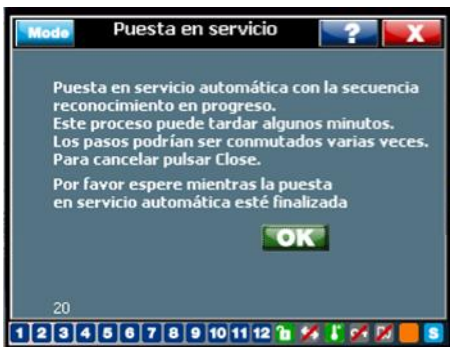 Mode Puesta en servicio ? X
Puesta en servicio automática con la secuencia
reconocimiento en progreso.
Este proceso puede tardar algunos minutos.
Los pasos podrían ser conmutados varias veces.
Para cancelar pulsar Close.
Por favor espere mientras la puesta
en servicio automática esté finalizada
OK
20
1 2 3 4 5 6 7 8 9 10 11 12 S